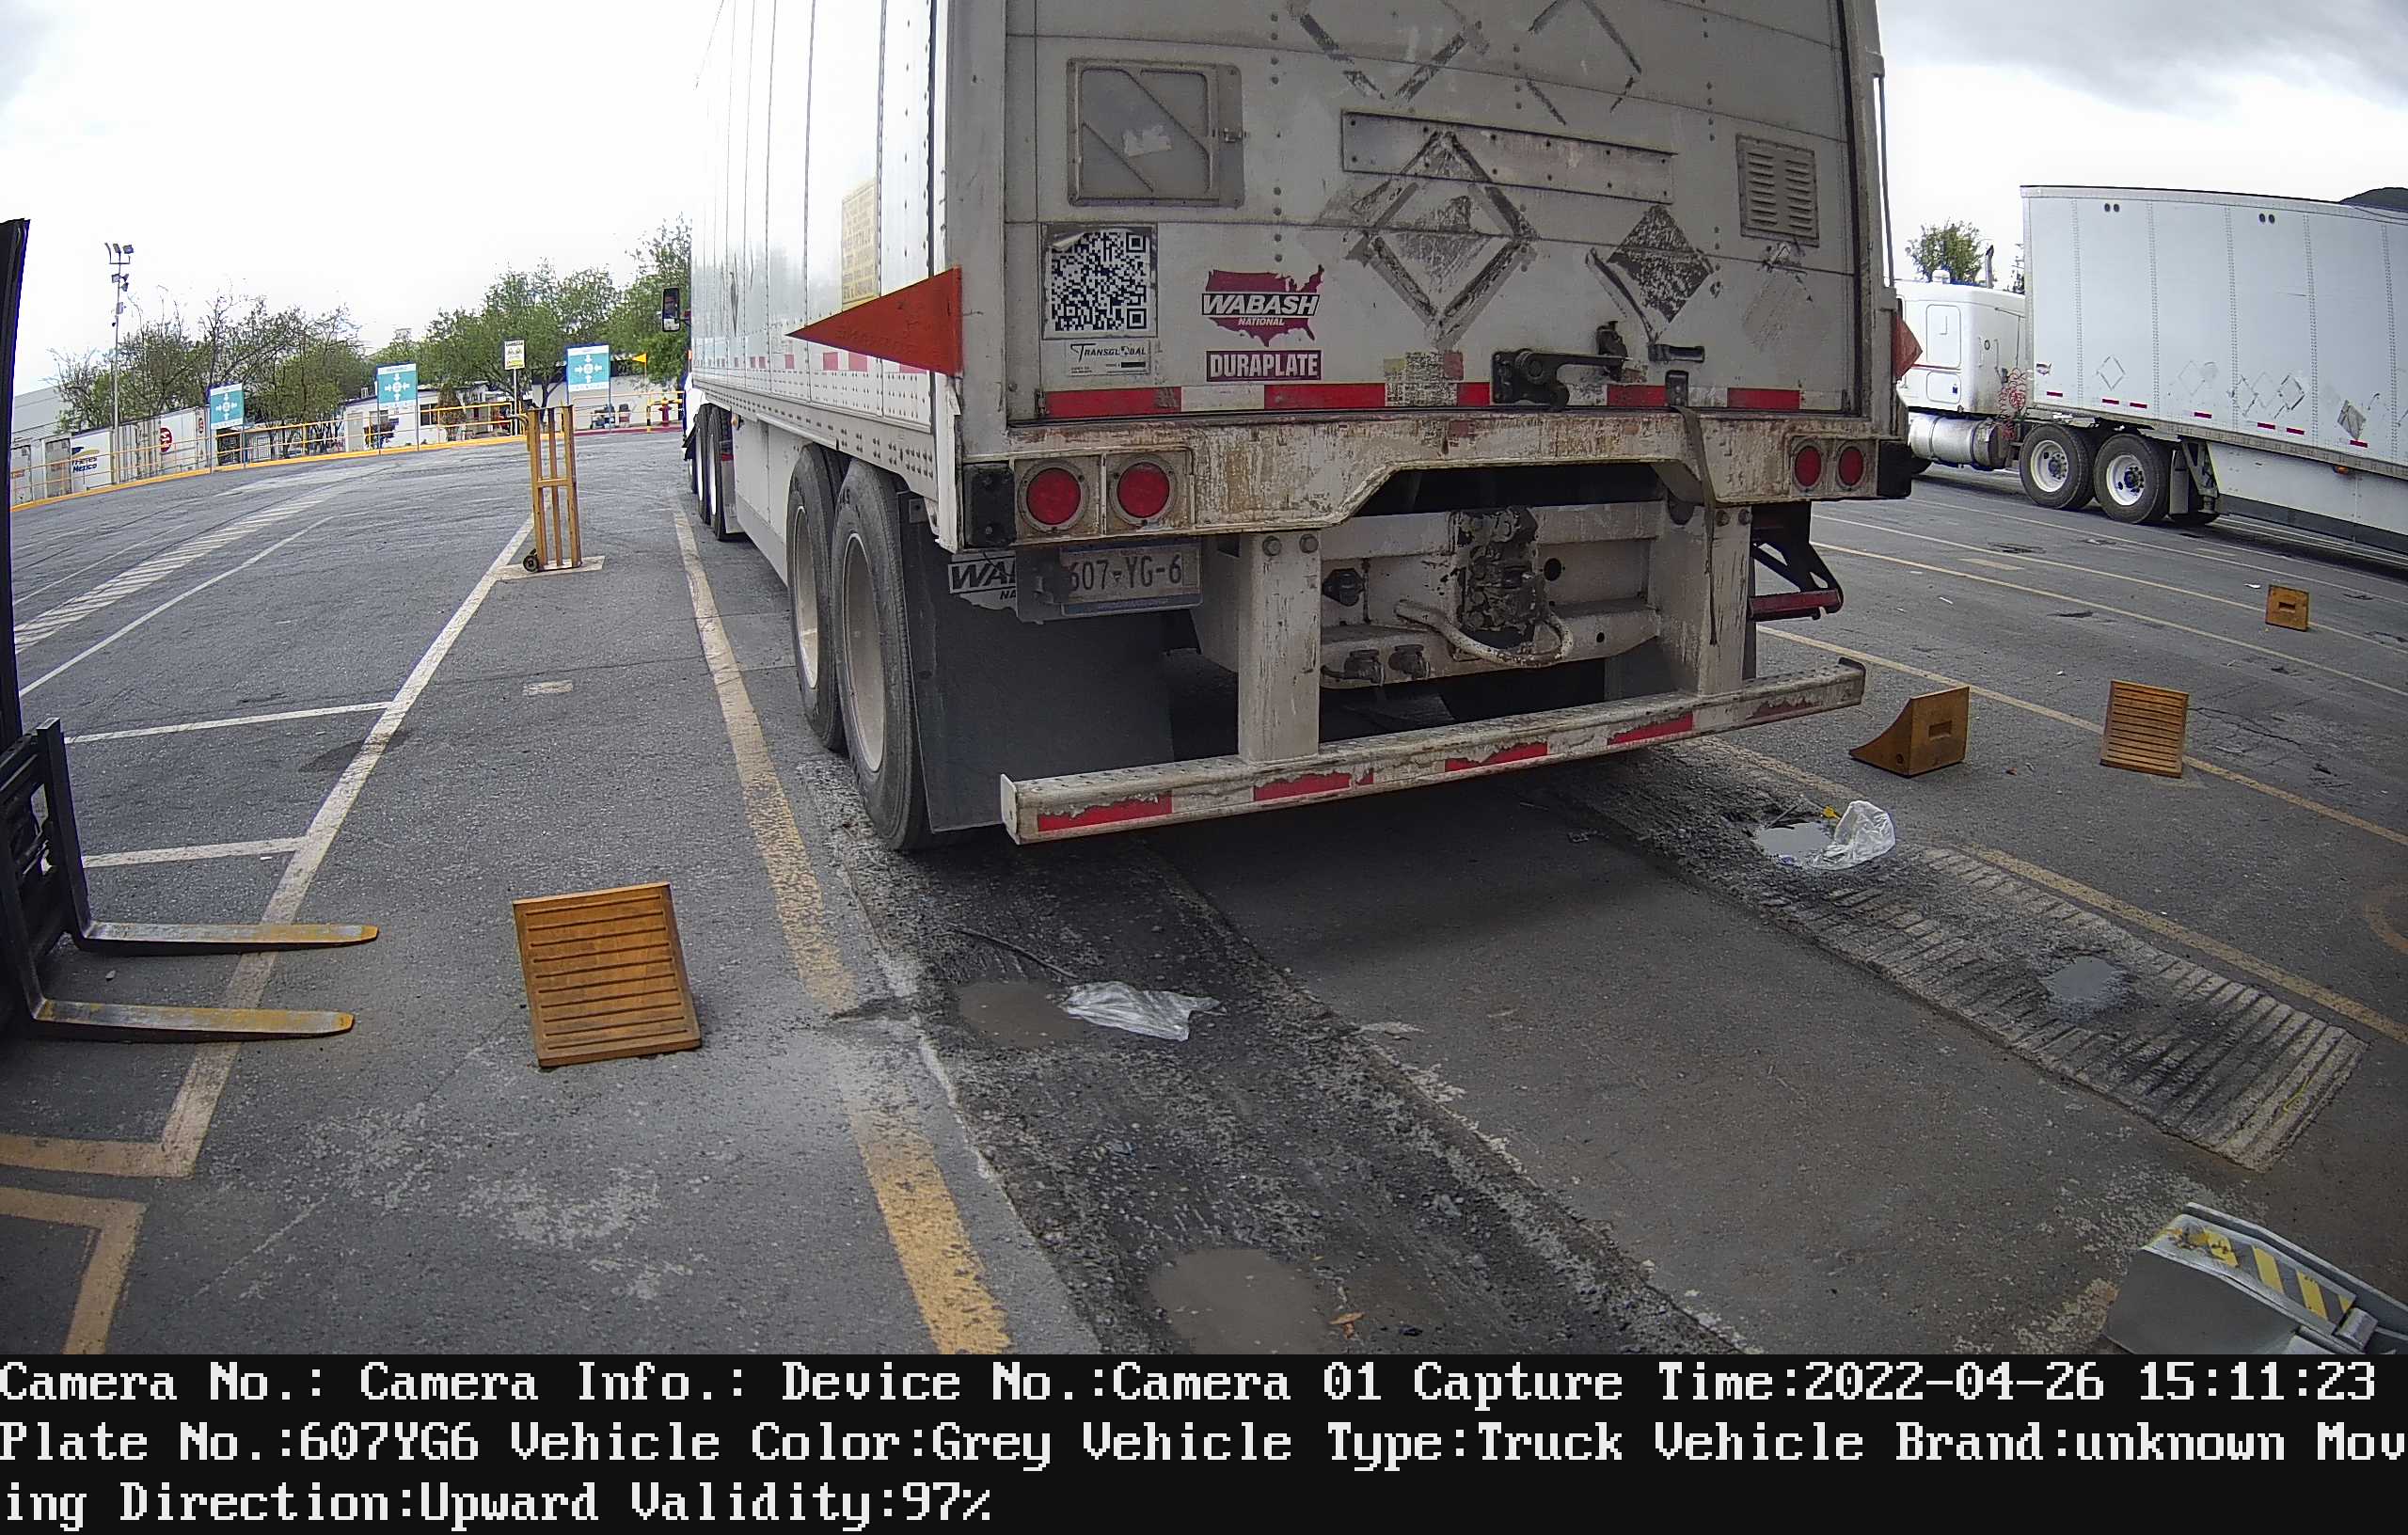 WABASH
NATIONAL
DURAPLATE
TRANSGLOBAL
607-YG-6
Camera No.: Camera Info.: Device No.:Camera 01 Capture Time:2022-04-26 15:11:23
Plate No.:607YG6 Vehicle Color:Grey Vehicle Type:Truck Vehicle Brand:unknown Mov
ing Direction:Upward Validity:97%